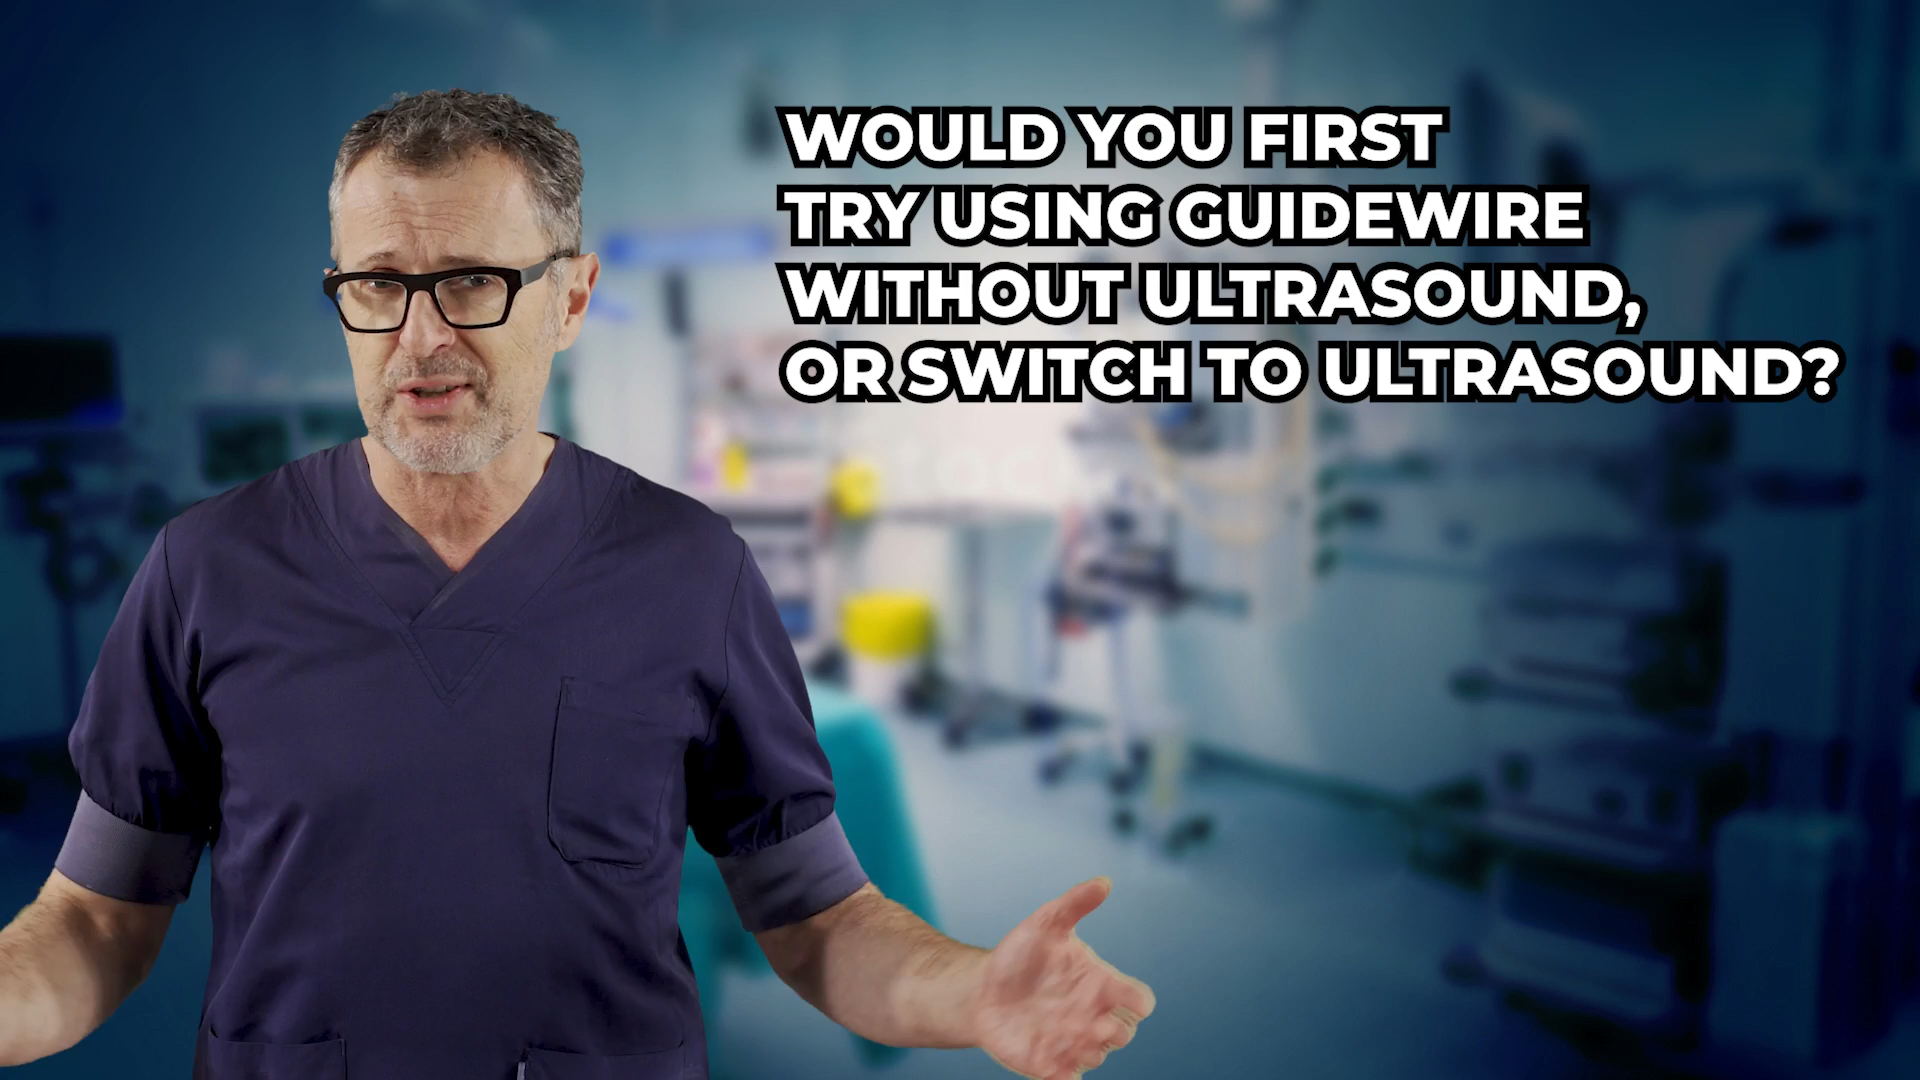 WOULD YOU FIRST
TRY USING GUIDEWIRE
WITHOUT ULTRASOUND,
OR SWITCH TO ULTRASOUND?